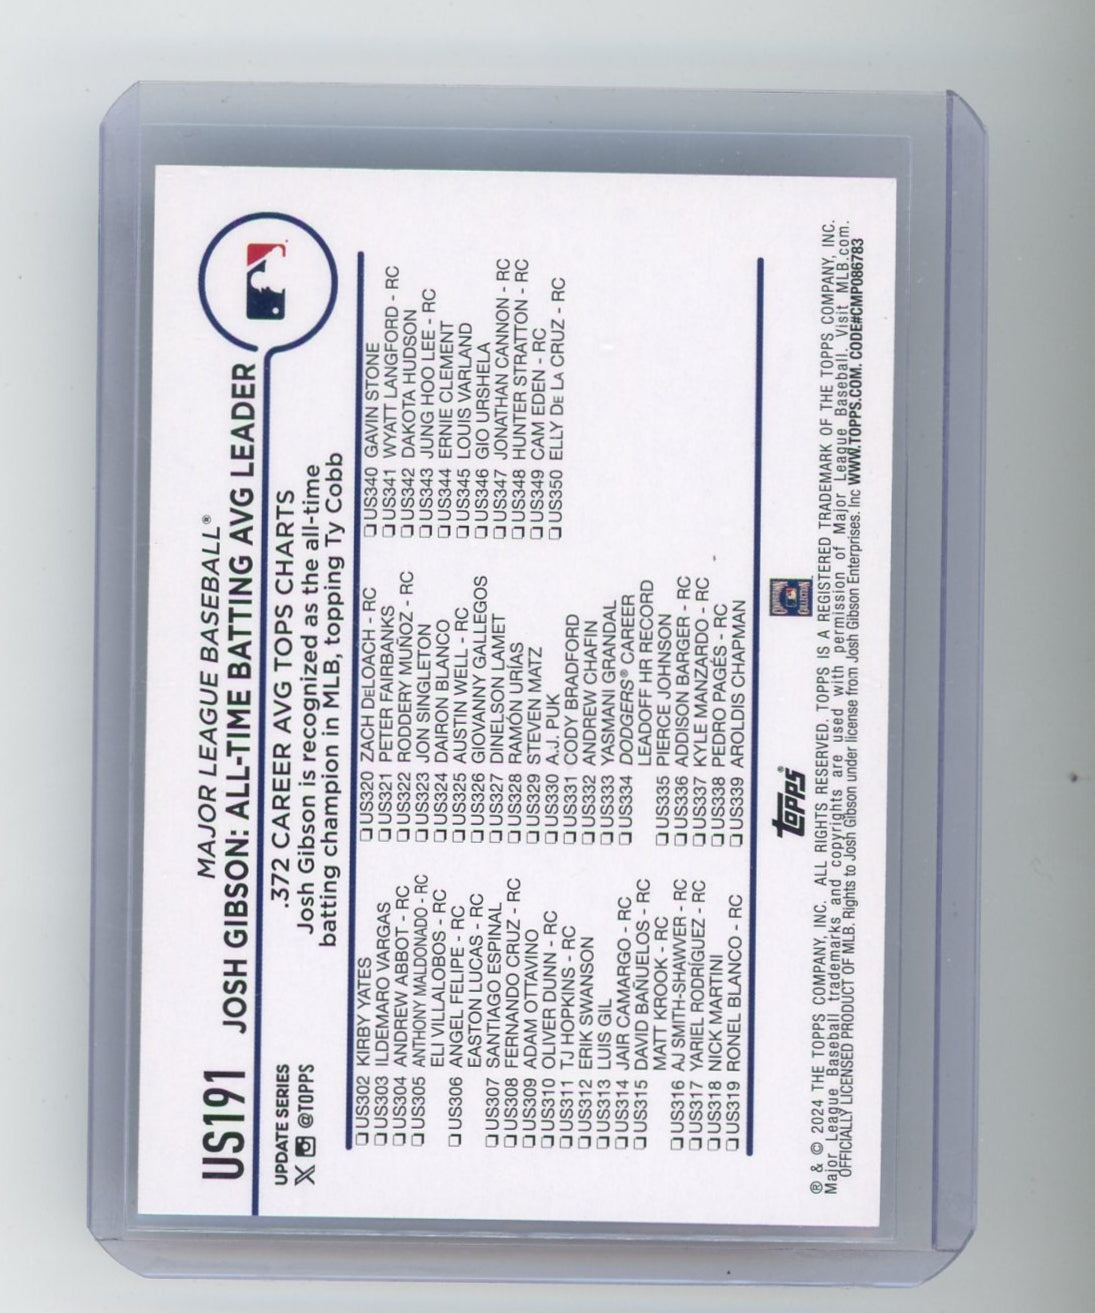 US191
MAJOR LEAGUE BASEBALL®
JOSH GIBSON: ALL-TIME BATTING AVG LEADER
UPDATE SERIES
X @TOPPS
.372 CAREER AVG TOPS CHARTS
Josh Gibson is recognized as the all-time
batting champion in MLB, topping Ty Cobb
US302 KIRBY YATES
US303 ILDEMARO VARGAS
US304 ANDREW ABBOT - RC
US305 ANTHONY MALDONADO - RC
ELI VILLALOBOS - RC
US306 ANGEL FELIPE - RC
EASTON LUCAS - RC
US307 SANTIAGO ESPINAL
US308 FERNANDO CRUZ - RC
US309 ADAM OTTAVINO
US310 OLIVER DUNN - RC
US311 TJ HOPKINS - RC
US312 ERIK SWANSON
US313 LUIS GIL
US314 JAIR CAMARGO - RC
US315 DAVID BAÑUELOS - RC
MATT KROOK - RC
US316 AJ SMITH-SHAWVER - RC
US317 YARIEL RODRÍGUEZ - RC
US318 NICK MARTINI
US319 RONEL BLANCO - RC
US320 ZACH DeLOACH - RC
US321 PETER FAIRBANKS
US322 RODDERY MUÑOZ - RC
US323 JON SINGLETON
US324 DAIRON BLANCO
US325 AUSTIN WELL - RC
US326 GIOVANNY GALLEGOS
US327 DINELSON LAMET
US328 RAMÓN URÍAS
US329 STEVEN MATZ
US330 A.J. PUK
US331 CODY BRADFORD
US332 ANDREW CHAFIN
US333 YASMANI GRANDAL
US334 DODGERS® CAREER
LEADOFF HR RECORD
US335 PIERCE JOHNSON
US336 ADDISON BARGER - RC
US337 KYLE MANZARDO - RC
US338 PEDRO PAGÉS - RC
US339 AROLDIS CHAPMAN
US340 GAVIN STONE
US341 WYATT LANGFORD - RC
US342 DAKOTA HUDSON
US343 JUNG HOO LEE - RC
US344 ERNIE CLEMENT
US345 LOUIS VARLAND
US346 GIO URSHELA
US347 JONATHAN CANNON - RC
US348 HUNTER STRATTON - RC
US349 CAM EDEN - RC
US350 ELLY De LA CRUZ - RC
topps®
COOPERSTOWN COLLECTION
® & © 2024 THE TOPPS COMPANY, INC. ALL RIGHTS RESERVED. TOPPS IS A REGISTERED TRADEMARK OF THE TOPPS COMPANY, INC.
Major League Baseball trademarks and copyrights are used with permission of Major League Baseball. Visit MLB.com.
OFFICIALLY LICENSED PRODUCT OF MLB. Rights to Josh Gibson under license from Josh Gibson Enterprises. Inc WWW.TOPPS.COM. CODE#CMP086783